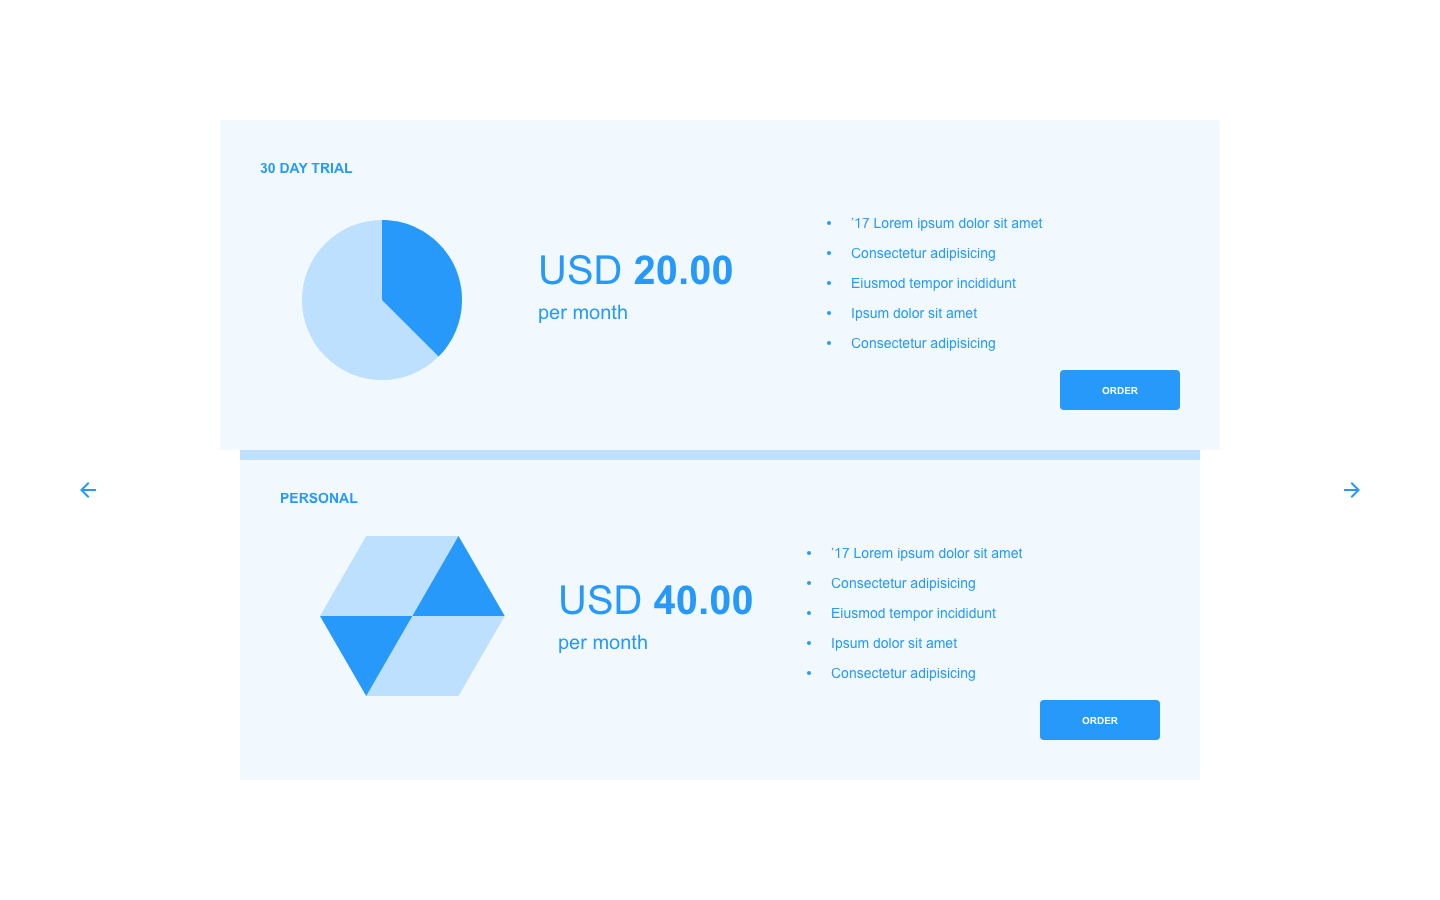 30 DAY TRIAL
USD 20.00
per month
• ’17 Lorem ipsum dolor sit amet
• Consectetur adipisicing
• Eiusmod tempor incididunt
• Ipsum dolor sit amet
• Consectetur adipisicing
ORDER
PERSONAL
USD 40.00
per month
• ’17 Lorem ipsum dolor sit amet
• Consectetur adipisicing
• Eiusmod tempor incididunt
• Ipsum dolor sit amet
• Consectetur adipisicing
ORDER